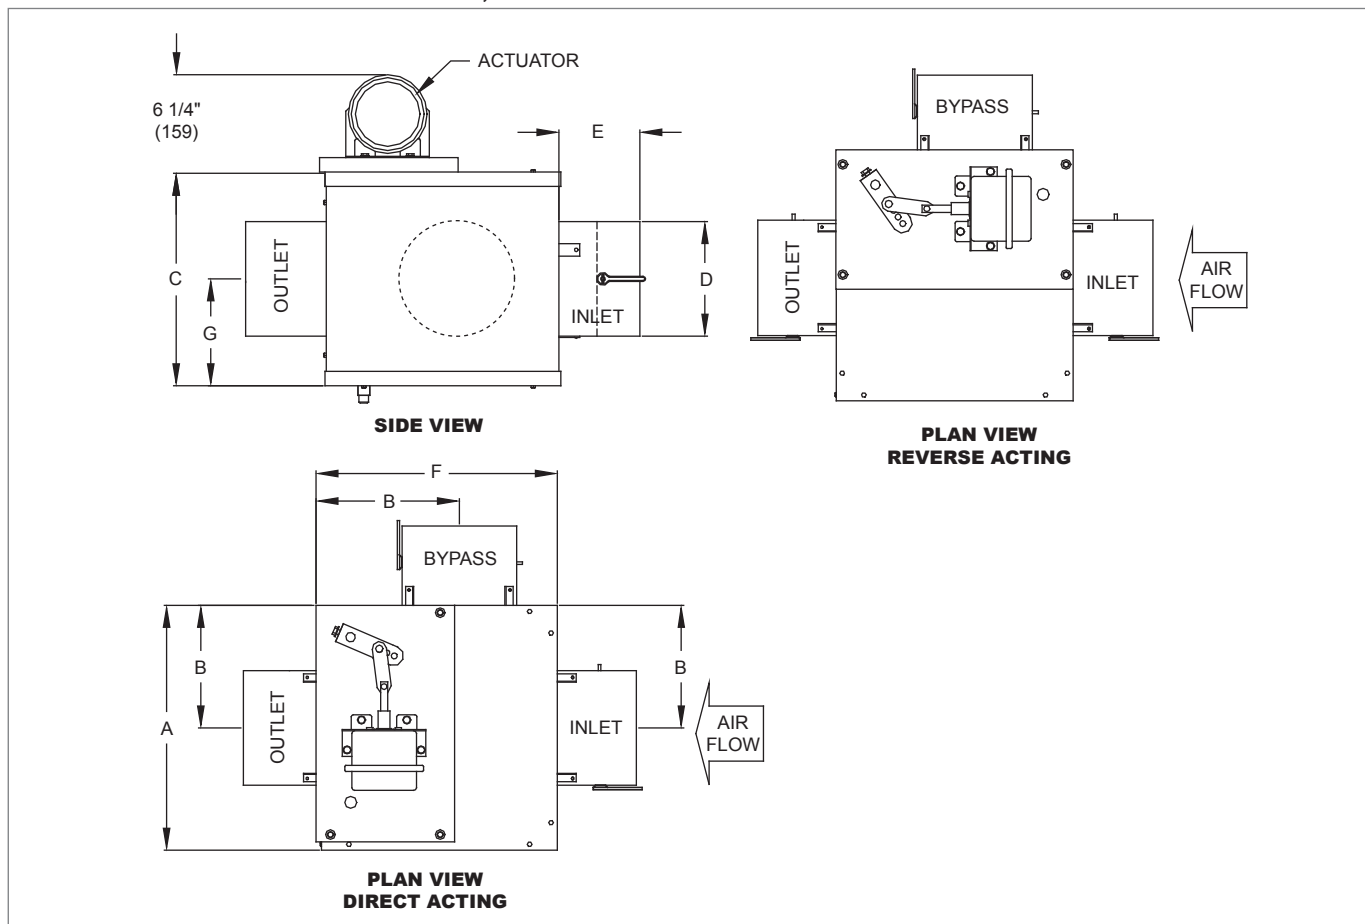 ACTUATOR
6 1/4"
(159)
E
C
G
OUTLET
D
INLET
SIDE VIEW
BYPASS
OUTLET
INLET
AIR
FLOW
PLAN VIEW
REVERSE ACTING
F
B
BYPASS
B
A
OUTLET
INLET
B
AIR
FLOW
PLAN VIEW
DIRECT ACTING